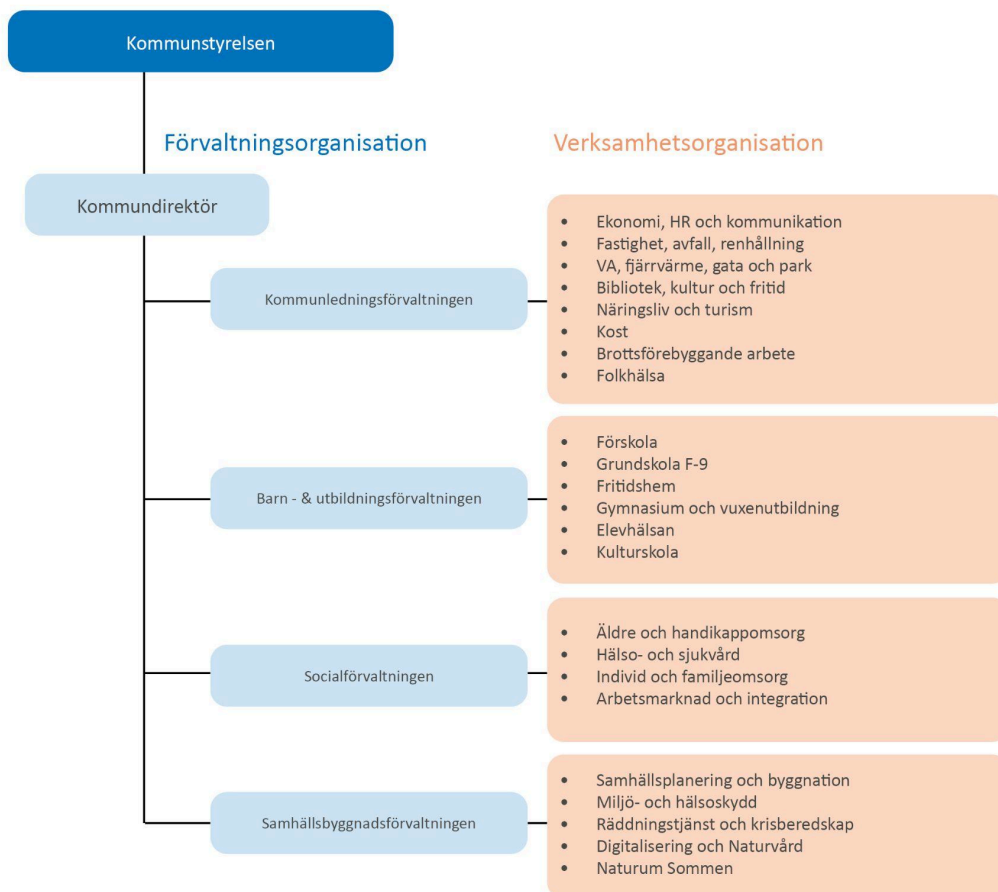 Kommunstyrelsen
Förvaltningsorganisation
Verksamhetsorganisation
Kommundirektör
Kommunledningsförvaltningen
• Ekonomi, HR och kommunikation
• Fastighet, avfall, renhållning
• VA, fjärrvärme, gata och park
• Bibliotek, kultur och fritid
• Näringsliv och turism
• Kost
• Brottsförebyggande arbete
• Folkhälsa
Barn - & utbildningsförvaltningen
• Förskola
• Grundskola F-9
• Fritidshem
• Gymnasium och vuxenutbildning
• Elevhälsan
• Kulturskola
Socialförvaltningen
• Äldre och handikappomsorg
• Hälso- och sjukvård
• Individ och familjeomsorg
• Arbetsmarknad och integration
Samhällsbyggnadsförvaltningen
• Samhällsplanering och byggnation
• Miljö- och hälsoskydd
• Räddningstjänst och krisberedskap
• Digitalisering och Naturvård
• Naturum Sommen